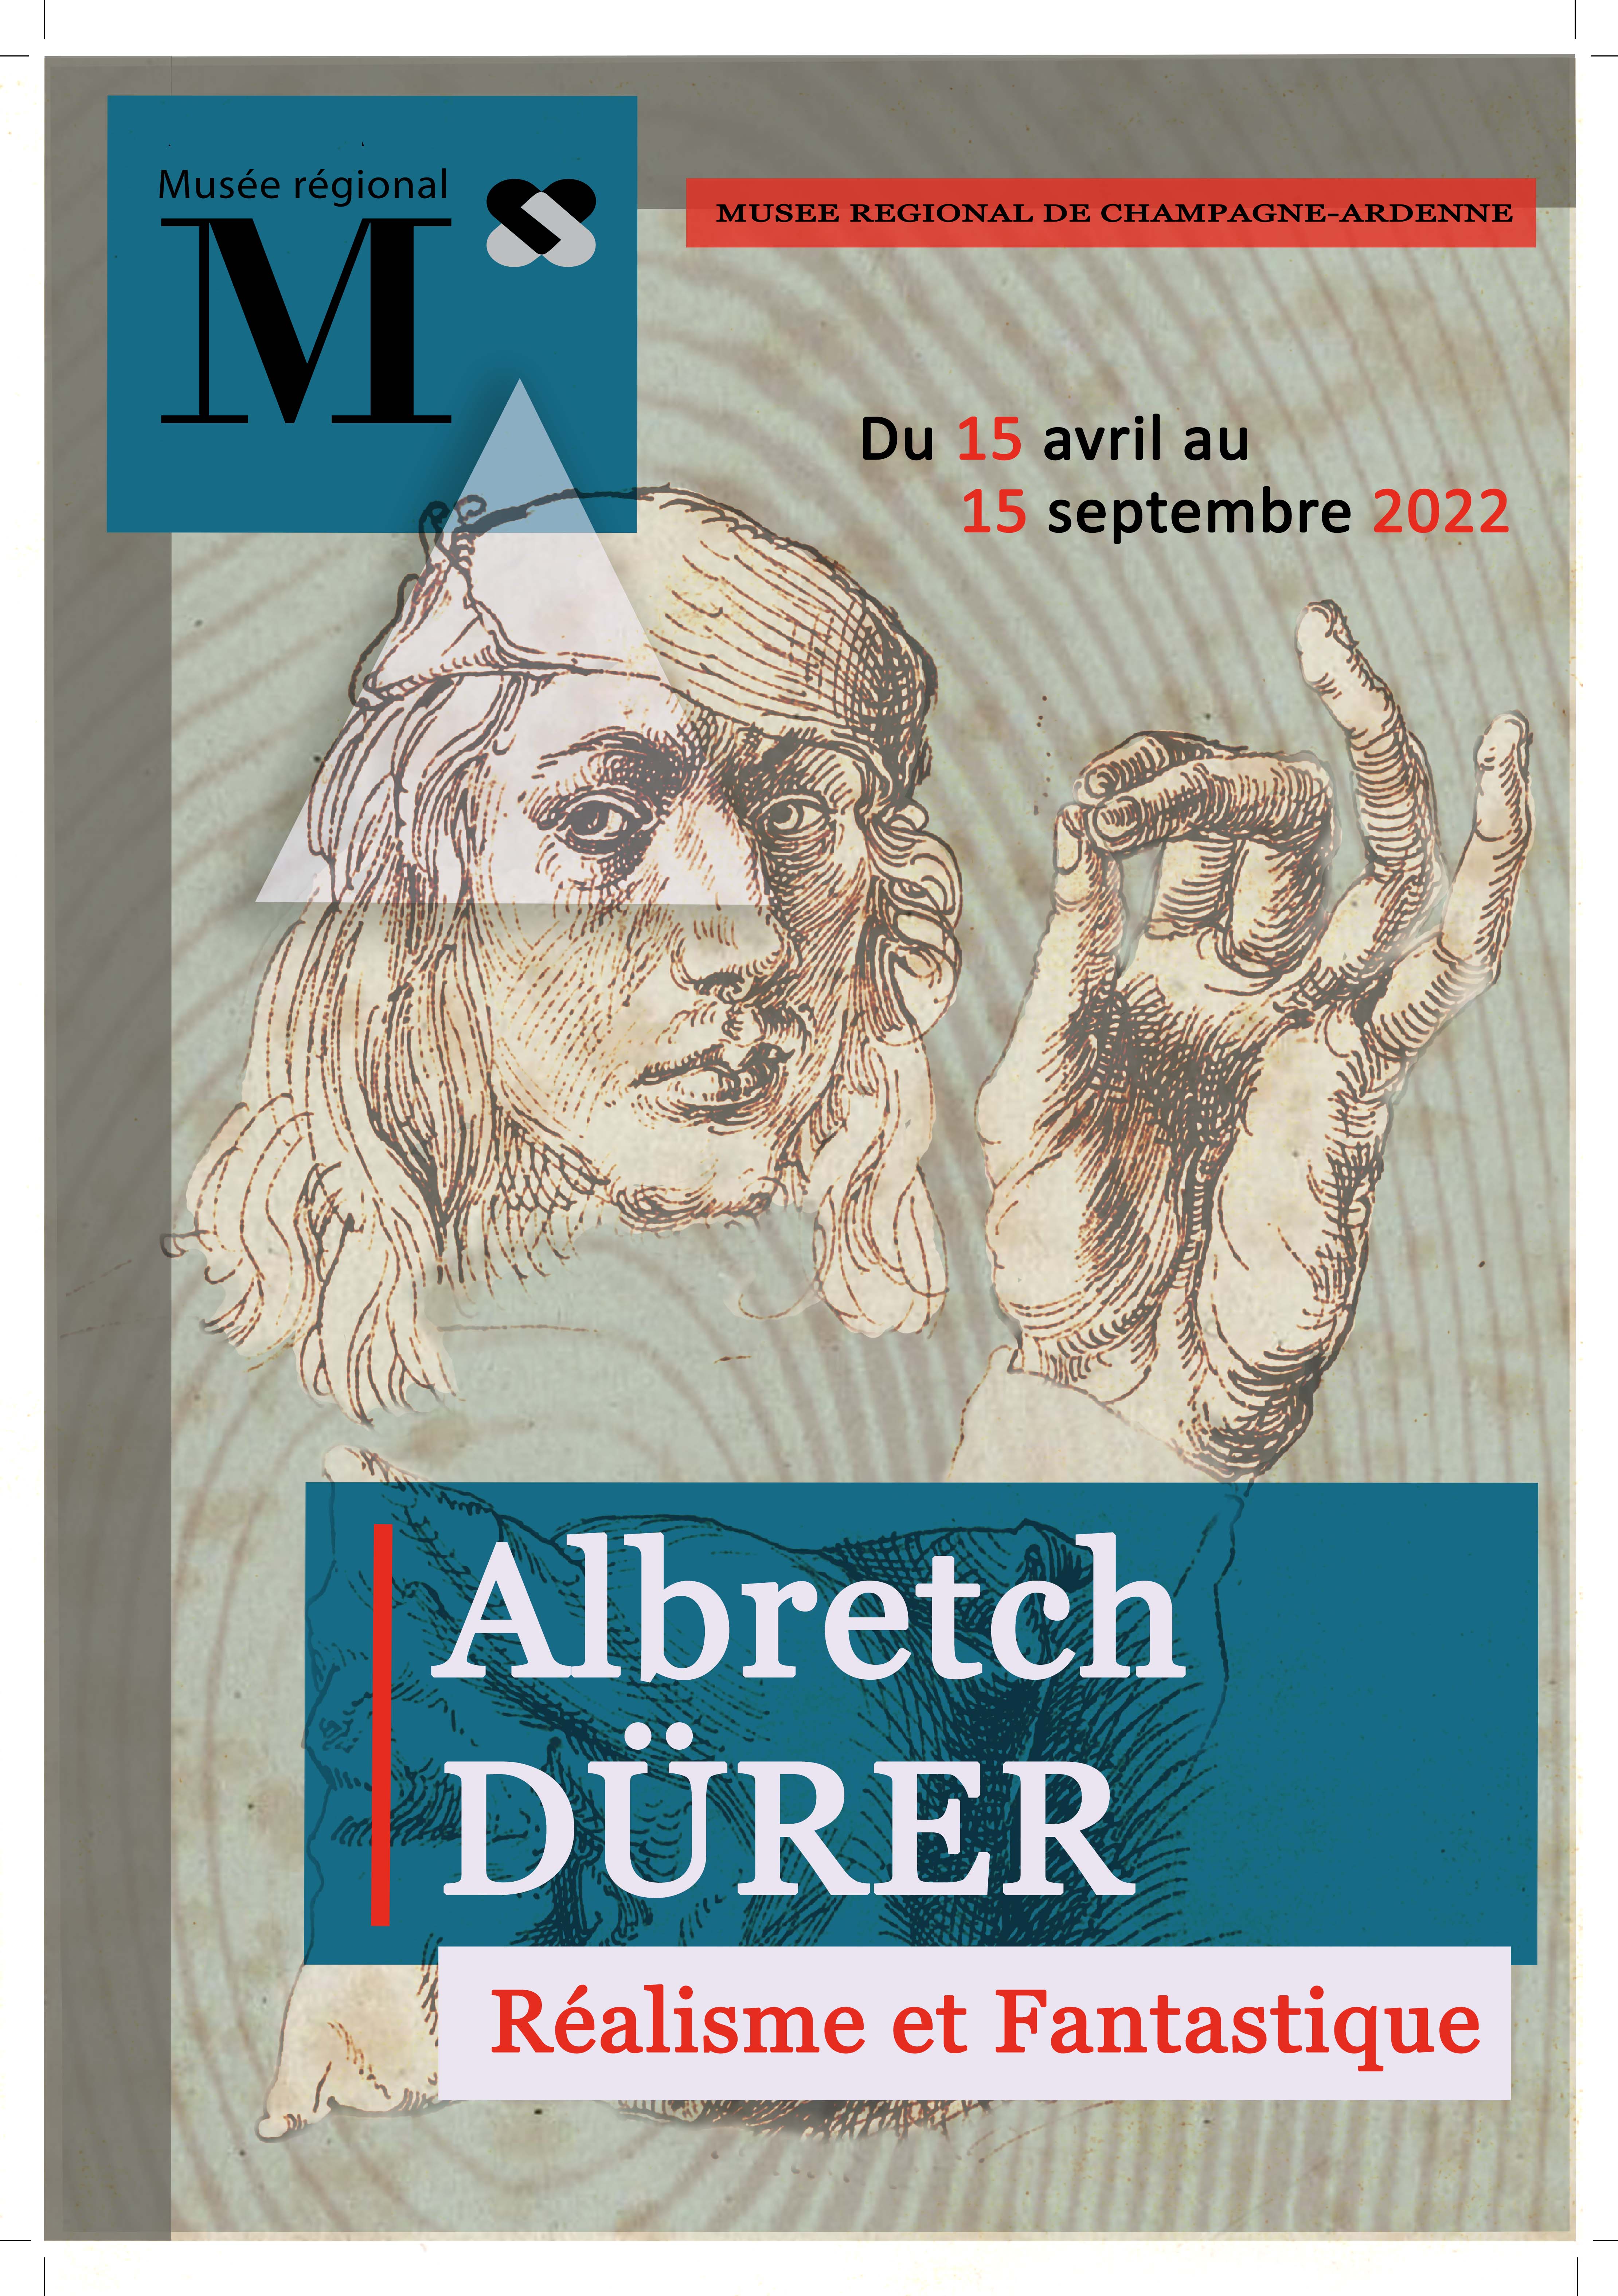 Musée régional
M
MUSEE REGIONAL DE CHAMPAGNE-ARDENNE
Du 15 avril au
15 septembre 2022
Albretch
DÜRER
Réalisme et Fantastique